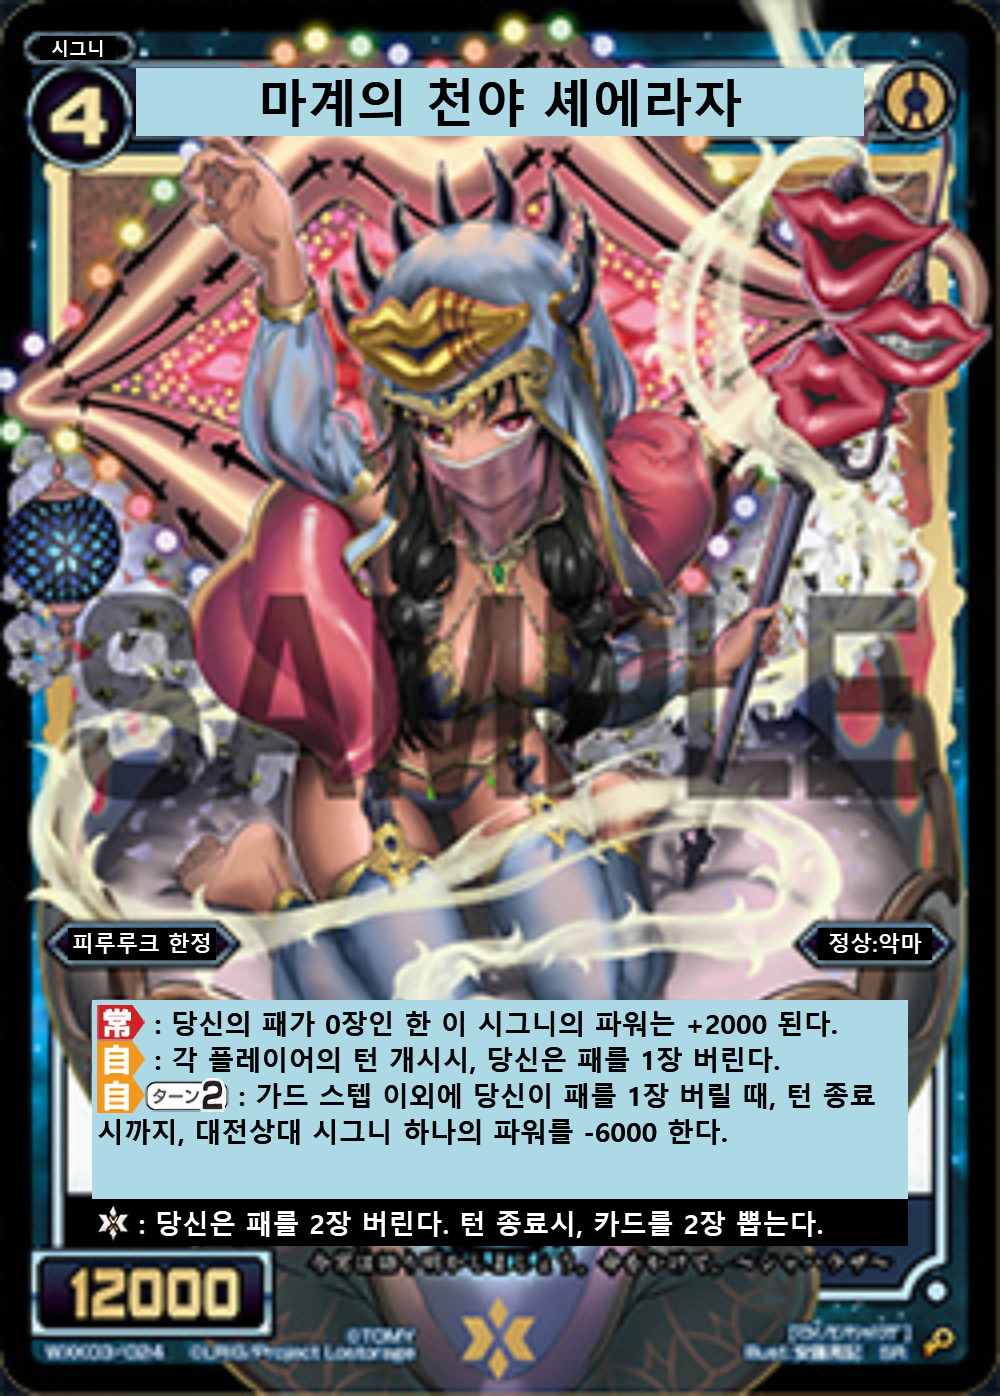 시그니
4
마계의 천야 셰에라자
SAMPLE
피루루크 한정
정상:악마
常 : 당신의 패가 0장인 한 이 시그니의 파워는 +2000 된다.
自 : 각 플레이어의 턴 개시시, 당신은 패를 1장 버린다.
自 ターン2 : 가드 스텝 이외에 당신이 패를 1장 버릴 때, 턴 종료
시까지, 대전상대 시그니 하나의 파워를 -6000 한다.
: 당신은 패를 2장 버린다. 턴 종료시, 카드를 2장 뽑는다.
12000
©TOMY
WXK03-024 ©LRIG/Project Lostorage
Illust SR